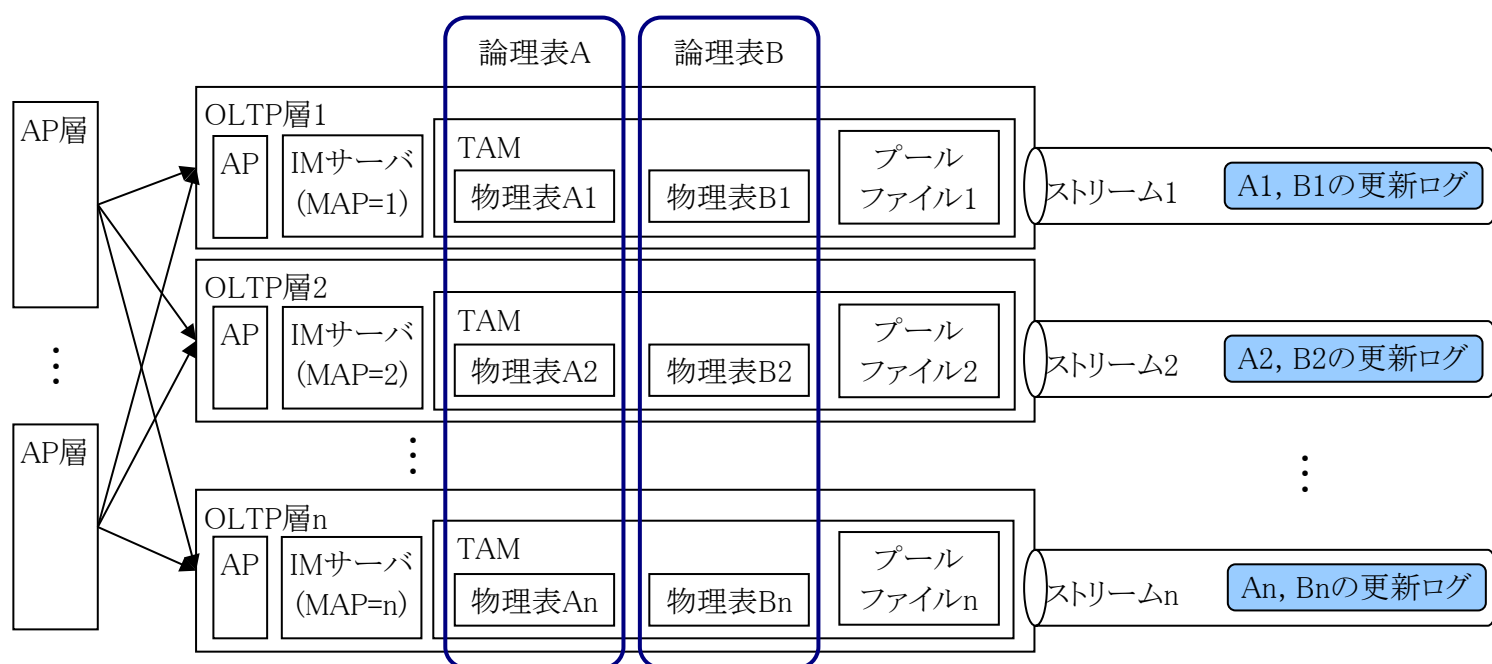 論理表A
論理表B
AP層
OLTP層1
AP
IMサーバ
(MAP=1)
TAM
物理表A1
物理表B1
プール
ファイル1
ストリーム1
A1, B1の更新ログ
OLTP層2
AP
IMサーバ
(MAP=2)
TAM
物理表A2
物理表B2
プール
ファイル2
ストリーム2
A2, B2の更新ログ
⋮
AP層
⋮
⋮
OLTP層n
AP
IMサーバ
(MAP=n)
TAM
物理表An
物理表Bn
プール
ファイルn
ストリームn
An, Bnの更新ログ